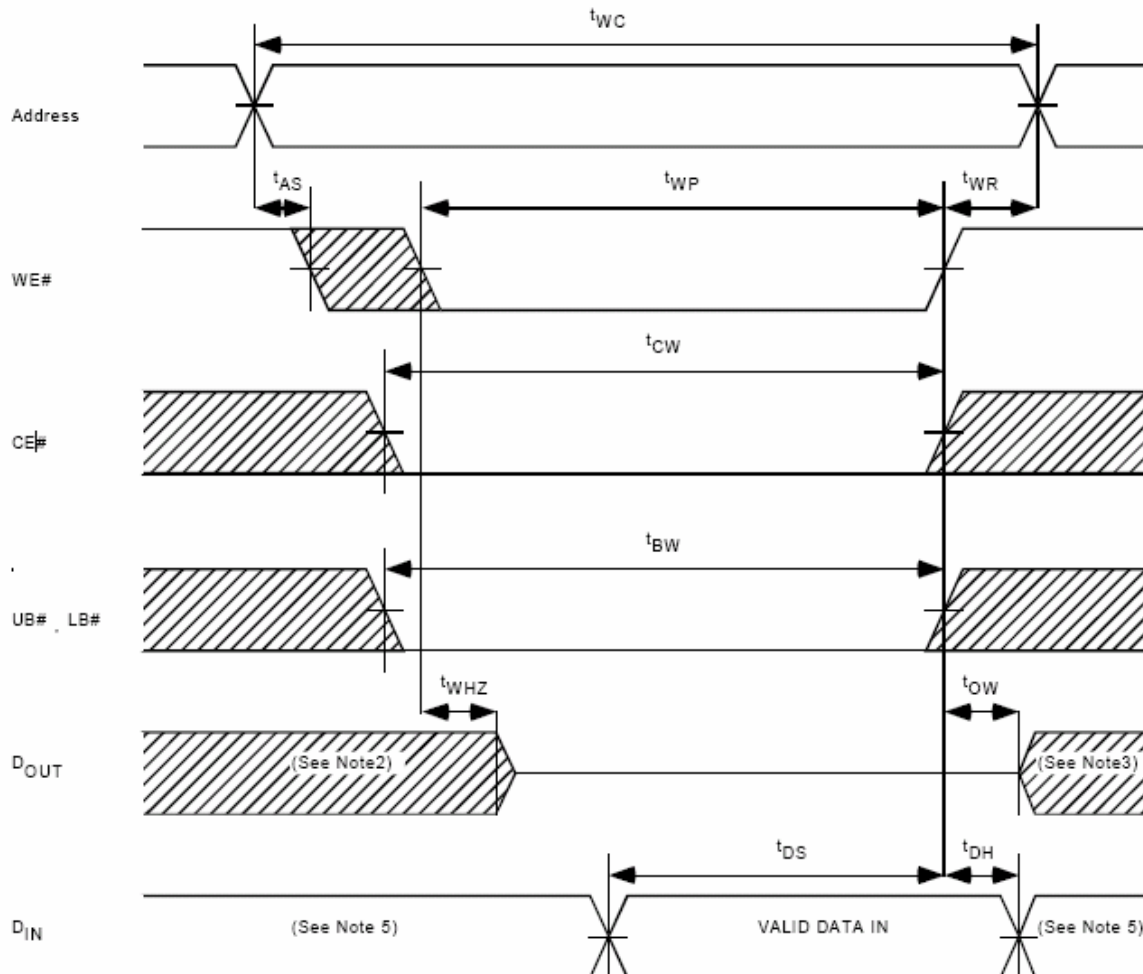 tWC
Address
tAS
tWP
tWR
WE#
tCW
CE#
tBW
UB# , LB#
tWHZ
tOW
DOUT
(See Note2)
(See Note3)
tDS
tDH
DIN
(See Note 5)
VALID DATA IN
(See Note 5)